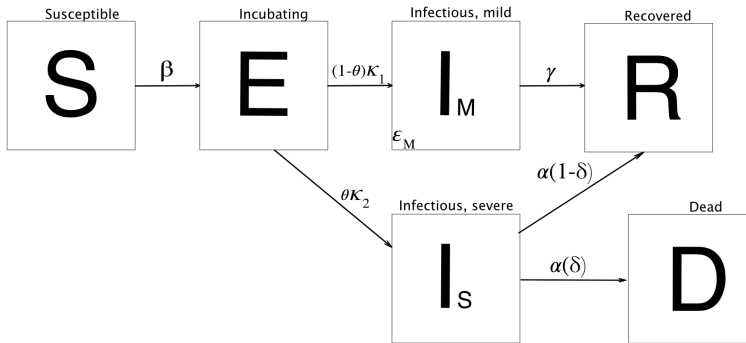 Susceptible
Incubating
Infectious, mild
Recovered
S
β
E
(1-θ)κ1
IM
γ
R
εM
θκ2
α(1-δ)
Infectious, severe
Dead
IS
α(δ)
D